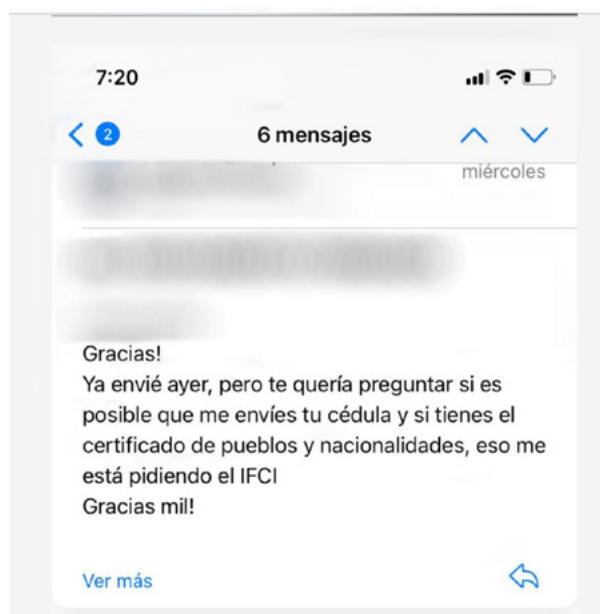 7:20
2
6 mensajes
miércoles
Gracias!
Ya envié ayer, pero te quería preguntar si es
posible que me envíes tu cédula y si tienes el
certificado de pueblos y nacionalidades, eso me
está pidiendo el IFCI
Gracias mil!
Ver más